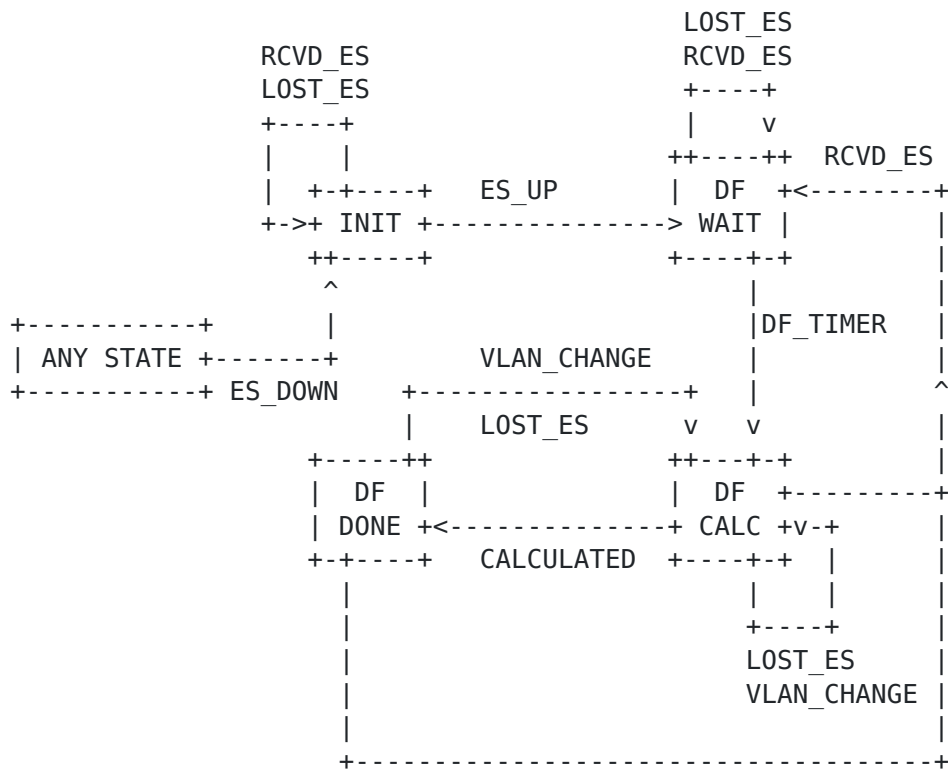 LOST_ES
RCVD_ES RCVD_ES
LOST_ES
RCVD_ES
ES_UP DF
INIT WAIT
DF_TIMER
ANY STATE VLAN_CHANGE
ES_DOWN
LOST_ES
DF DF
DONE CALC
CALCULATED
LOST_ES
VLAN_CHANGE